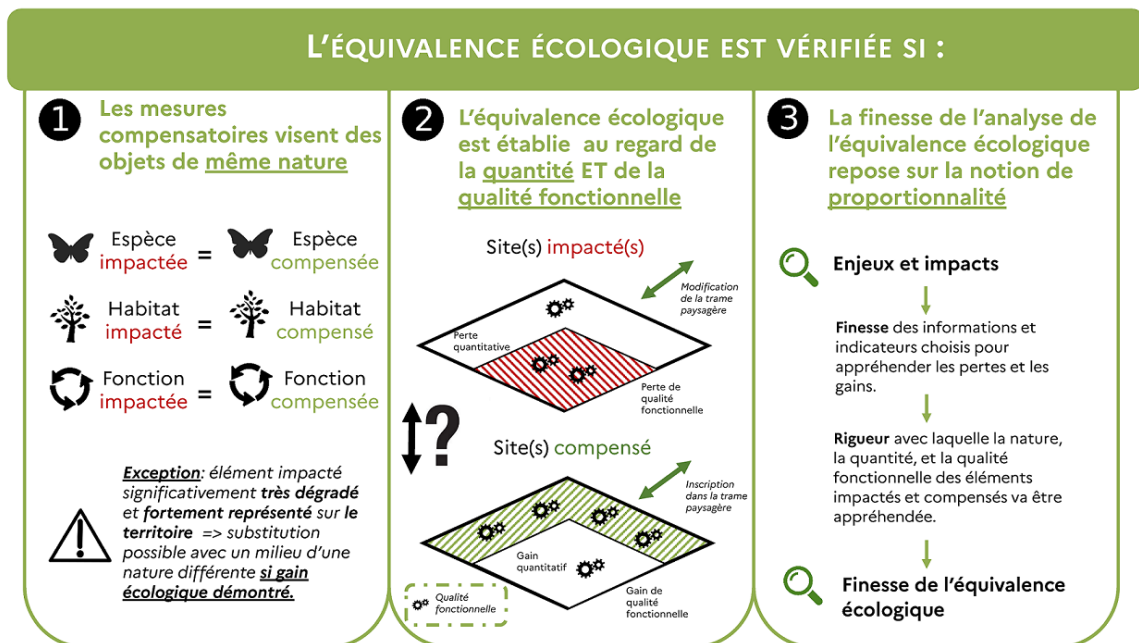 L'ÉQUIVALENCE ÉCOLOGIQUE EST VÉRIFIÉE SI :
1
Les mesures
compensatoires visent des
objets de même nature
Espèce
impactée
=
Espèce
compensée
Habitat
impacté
=
Habitat
compensé
Fonction
impactée
=
Fonction
compensée
Exception: élément impacté
significativement très dégradé
et fortement représenté sur le
territoire => substitution
possible avec un milieu d'une
nature différente si gain
écologique démontré.
2
L'équivalence écologique
est établie au regard de
la quantité ET de la
qualité fonctionnelle
Site(s) impacté(s)
Modification
de la trame
paysagère
Perte
quantitative
Perte de
qualité
fonctionnelle
?
Site(s) compensé
Inscription
dans la trame
paysagère
Gain
quantitatif
Gain de
qualité
fonctionnelle
Qualité
fonctionnelle
3
La finesse de l'analyse de
l'équivalence écologique
repose sur la notion de
proportionnalité
Enjeux et impacts
Finesse des informations et
indicateurs choisis pour
appréhender les pertes et les
gains.
Rigueur avec laquelle la nature,
la quantité, et la qualité
fonctionnelle des éléments
impactés et compensés va être
appréhendée.
Finesse de l'équivalence
écologique